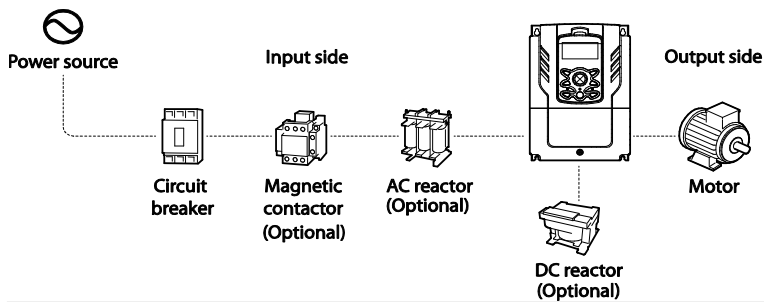 Power source
Input side
Output side
Circuit
breaker
Magnetic
contactor
(Optional)
AC reactor
(Optional)
Motor
DC reactor
(Optional)